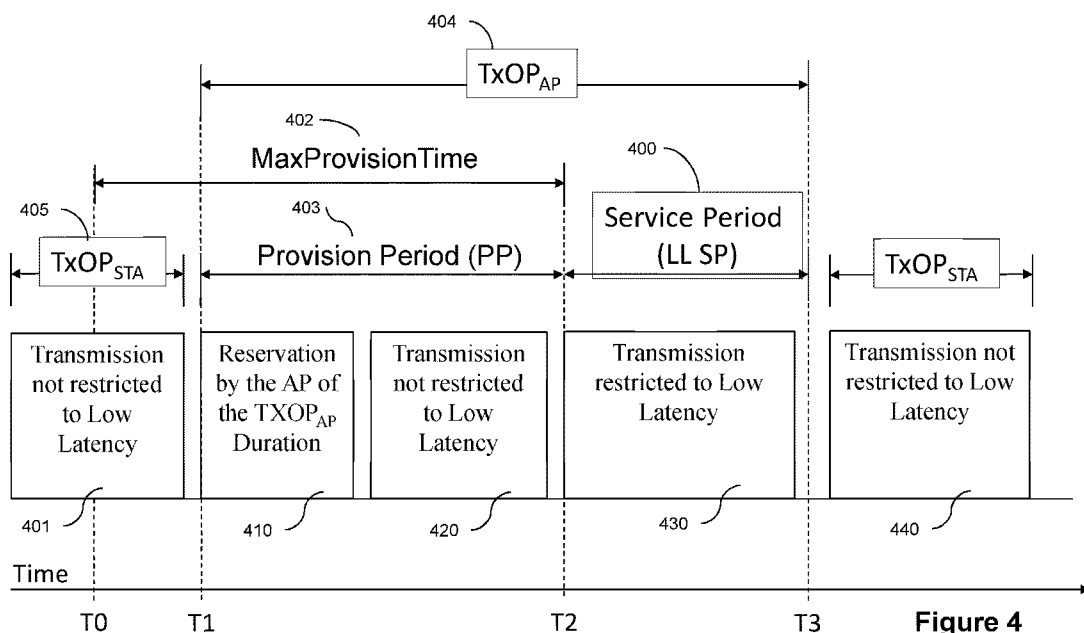 404
TxOP_AP
402
MaxProvisionTime
400
405
403
Service Period
(LL SP)
TxOP_STA
Provision Period (PP)
TxOP_STA
Transmission
not restricted
to Low
Latency
Reservation
by the AP of
the TXOP_AP
Duration
Transmission
not restricted to
Low Latency
Transmission
restricted to Low
Latency
Transmission not
restricted to Low
Latency
401
410
420
430
440
Time
T0
T1
T2
T3
Figure 4